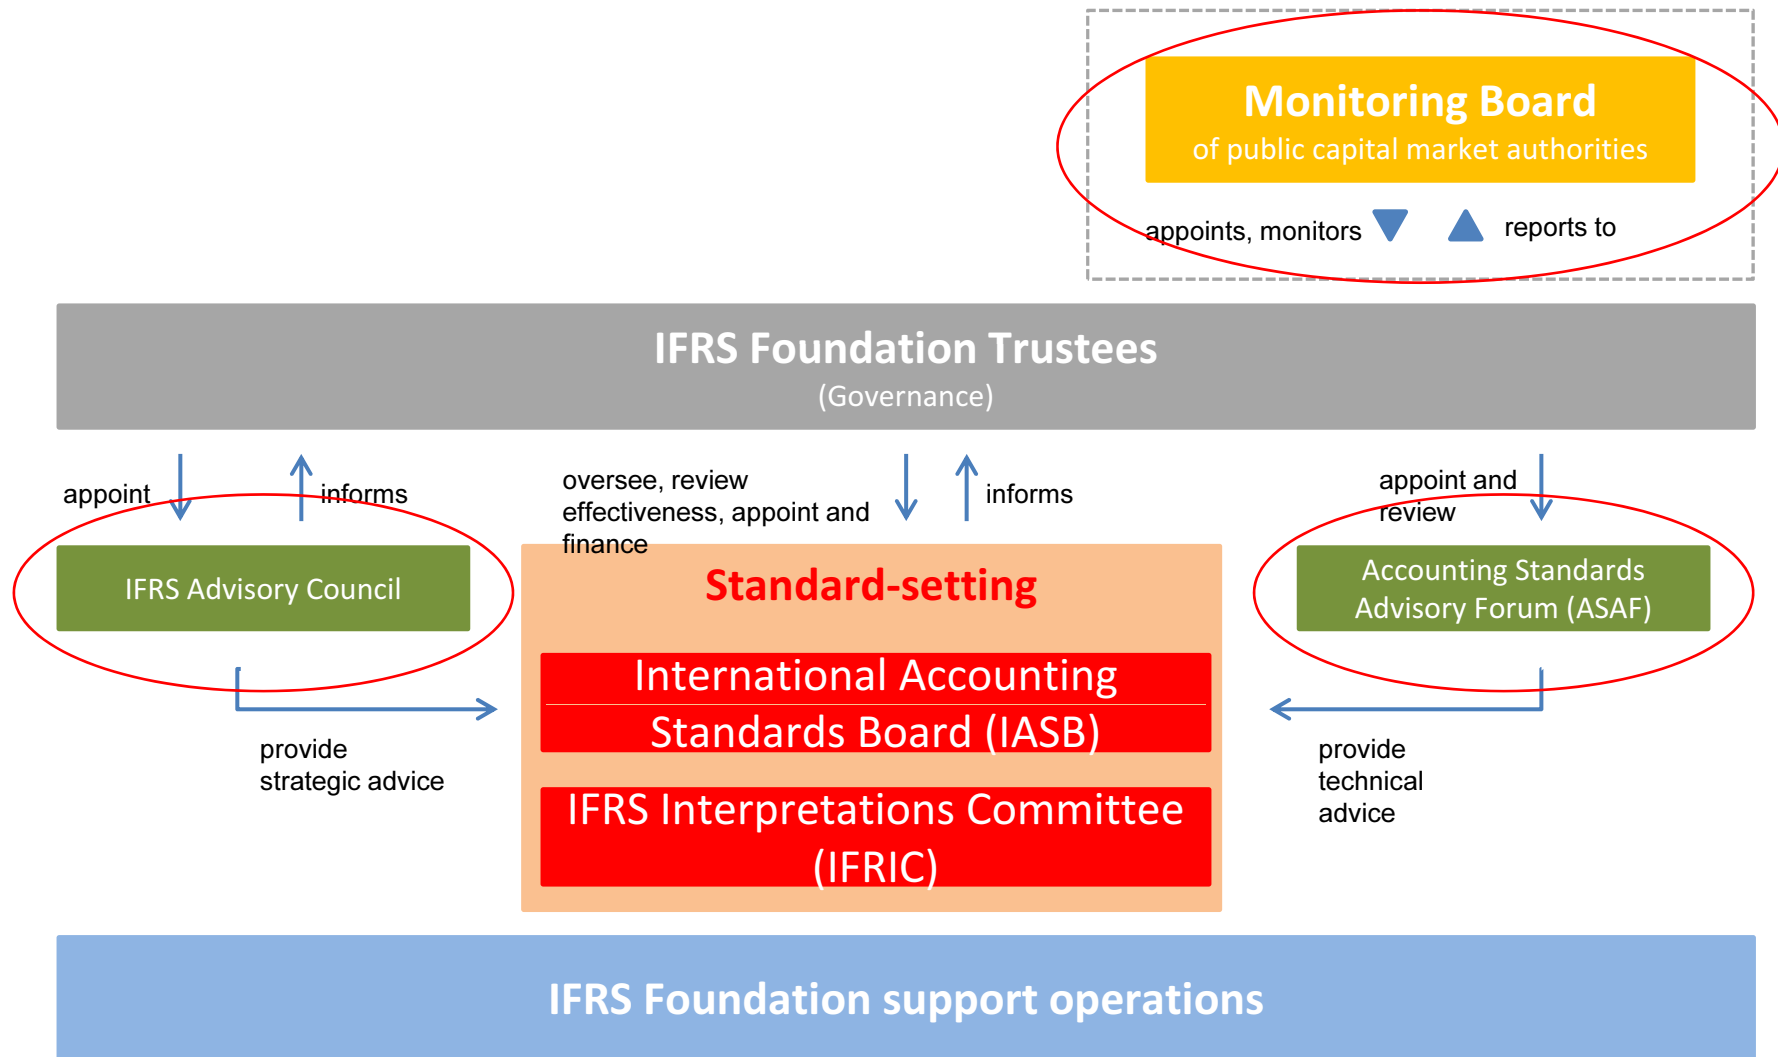 Monitoring Board
of public capital market authorities
appoints, monitors
reports to
IFRS Foundation Trustees
(Governance)
appoint
informs
oversee, review
effectiveness, appoint and
finance
informs
appoint and
review
IFRS Advisory Council
Standard-setting
Accounting Standards
Advisory Forum (ASAF)
International Accounting
Standards Board (IASB)
provide
strategic advice
provide
technical
advice
IFRS Interpretations Committee
(IFRIC)
IFRS Foundation support operations